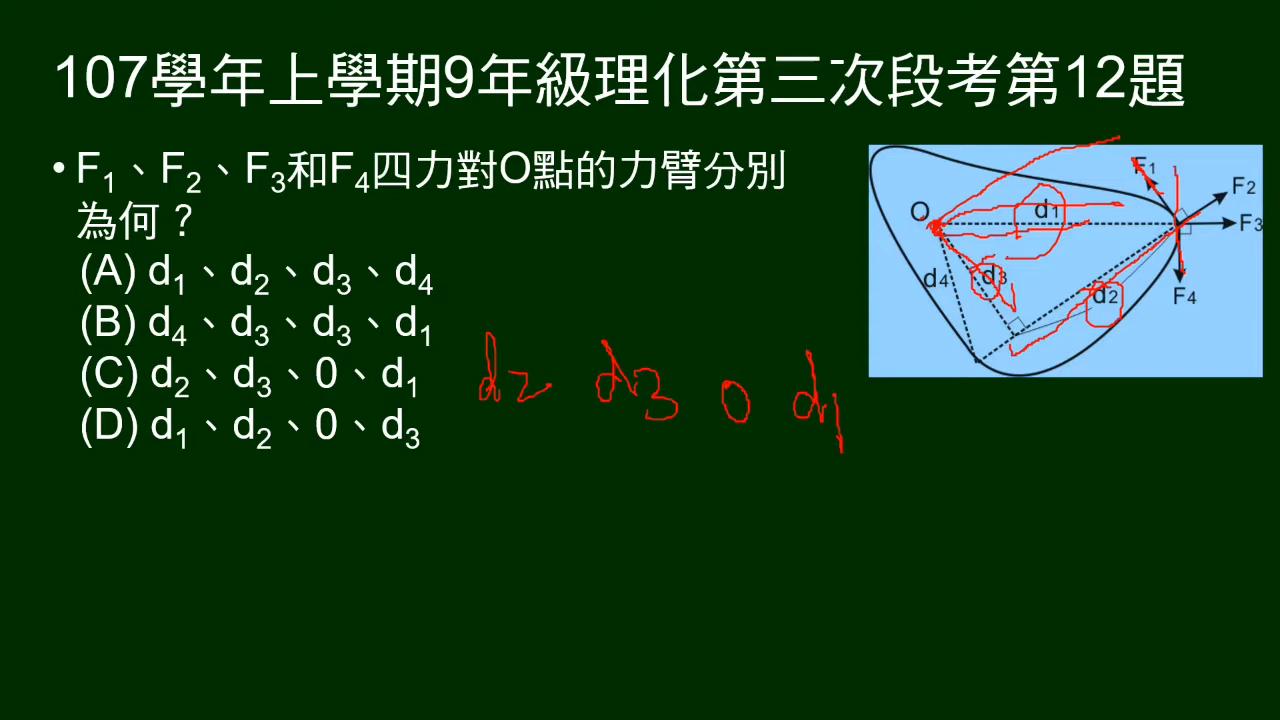 107學年上學期9年級理化第三次段考第12題
• F₁、F₂、F₃和F₄四力對O點的力臂分別
為何？
(A) d₁、d₂、d₃、d₄
(B) d₄、d₃、d₃、d₁
(C) d₂、d₃、0、d₁
(D) d₁、d₂、0、d₃
d2 d3 0 d1
F₁
F₂
O
d₁
F₃
d₄
d₃
d₂
F₄